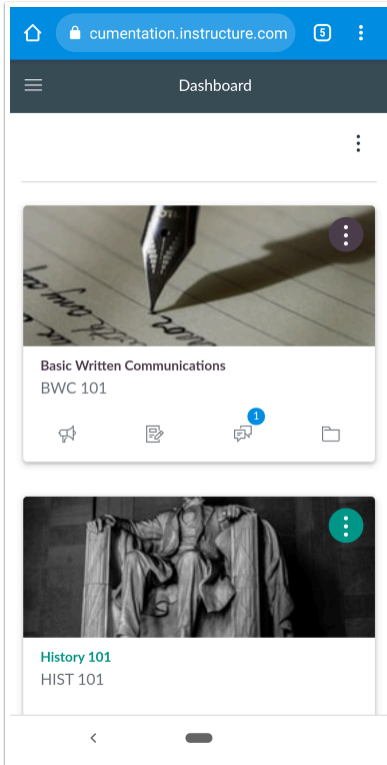 cumentation.instructure.com
5
Dashboard
Basic Written Communications
BWC 101
1
History 101
HIST 101